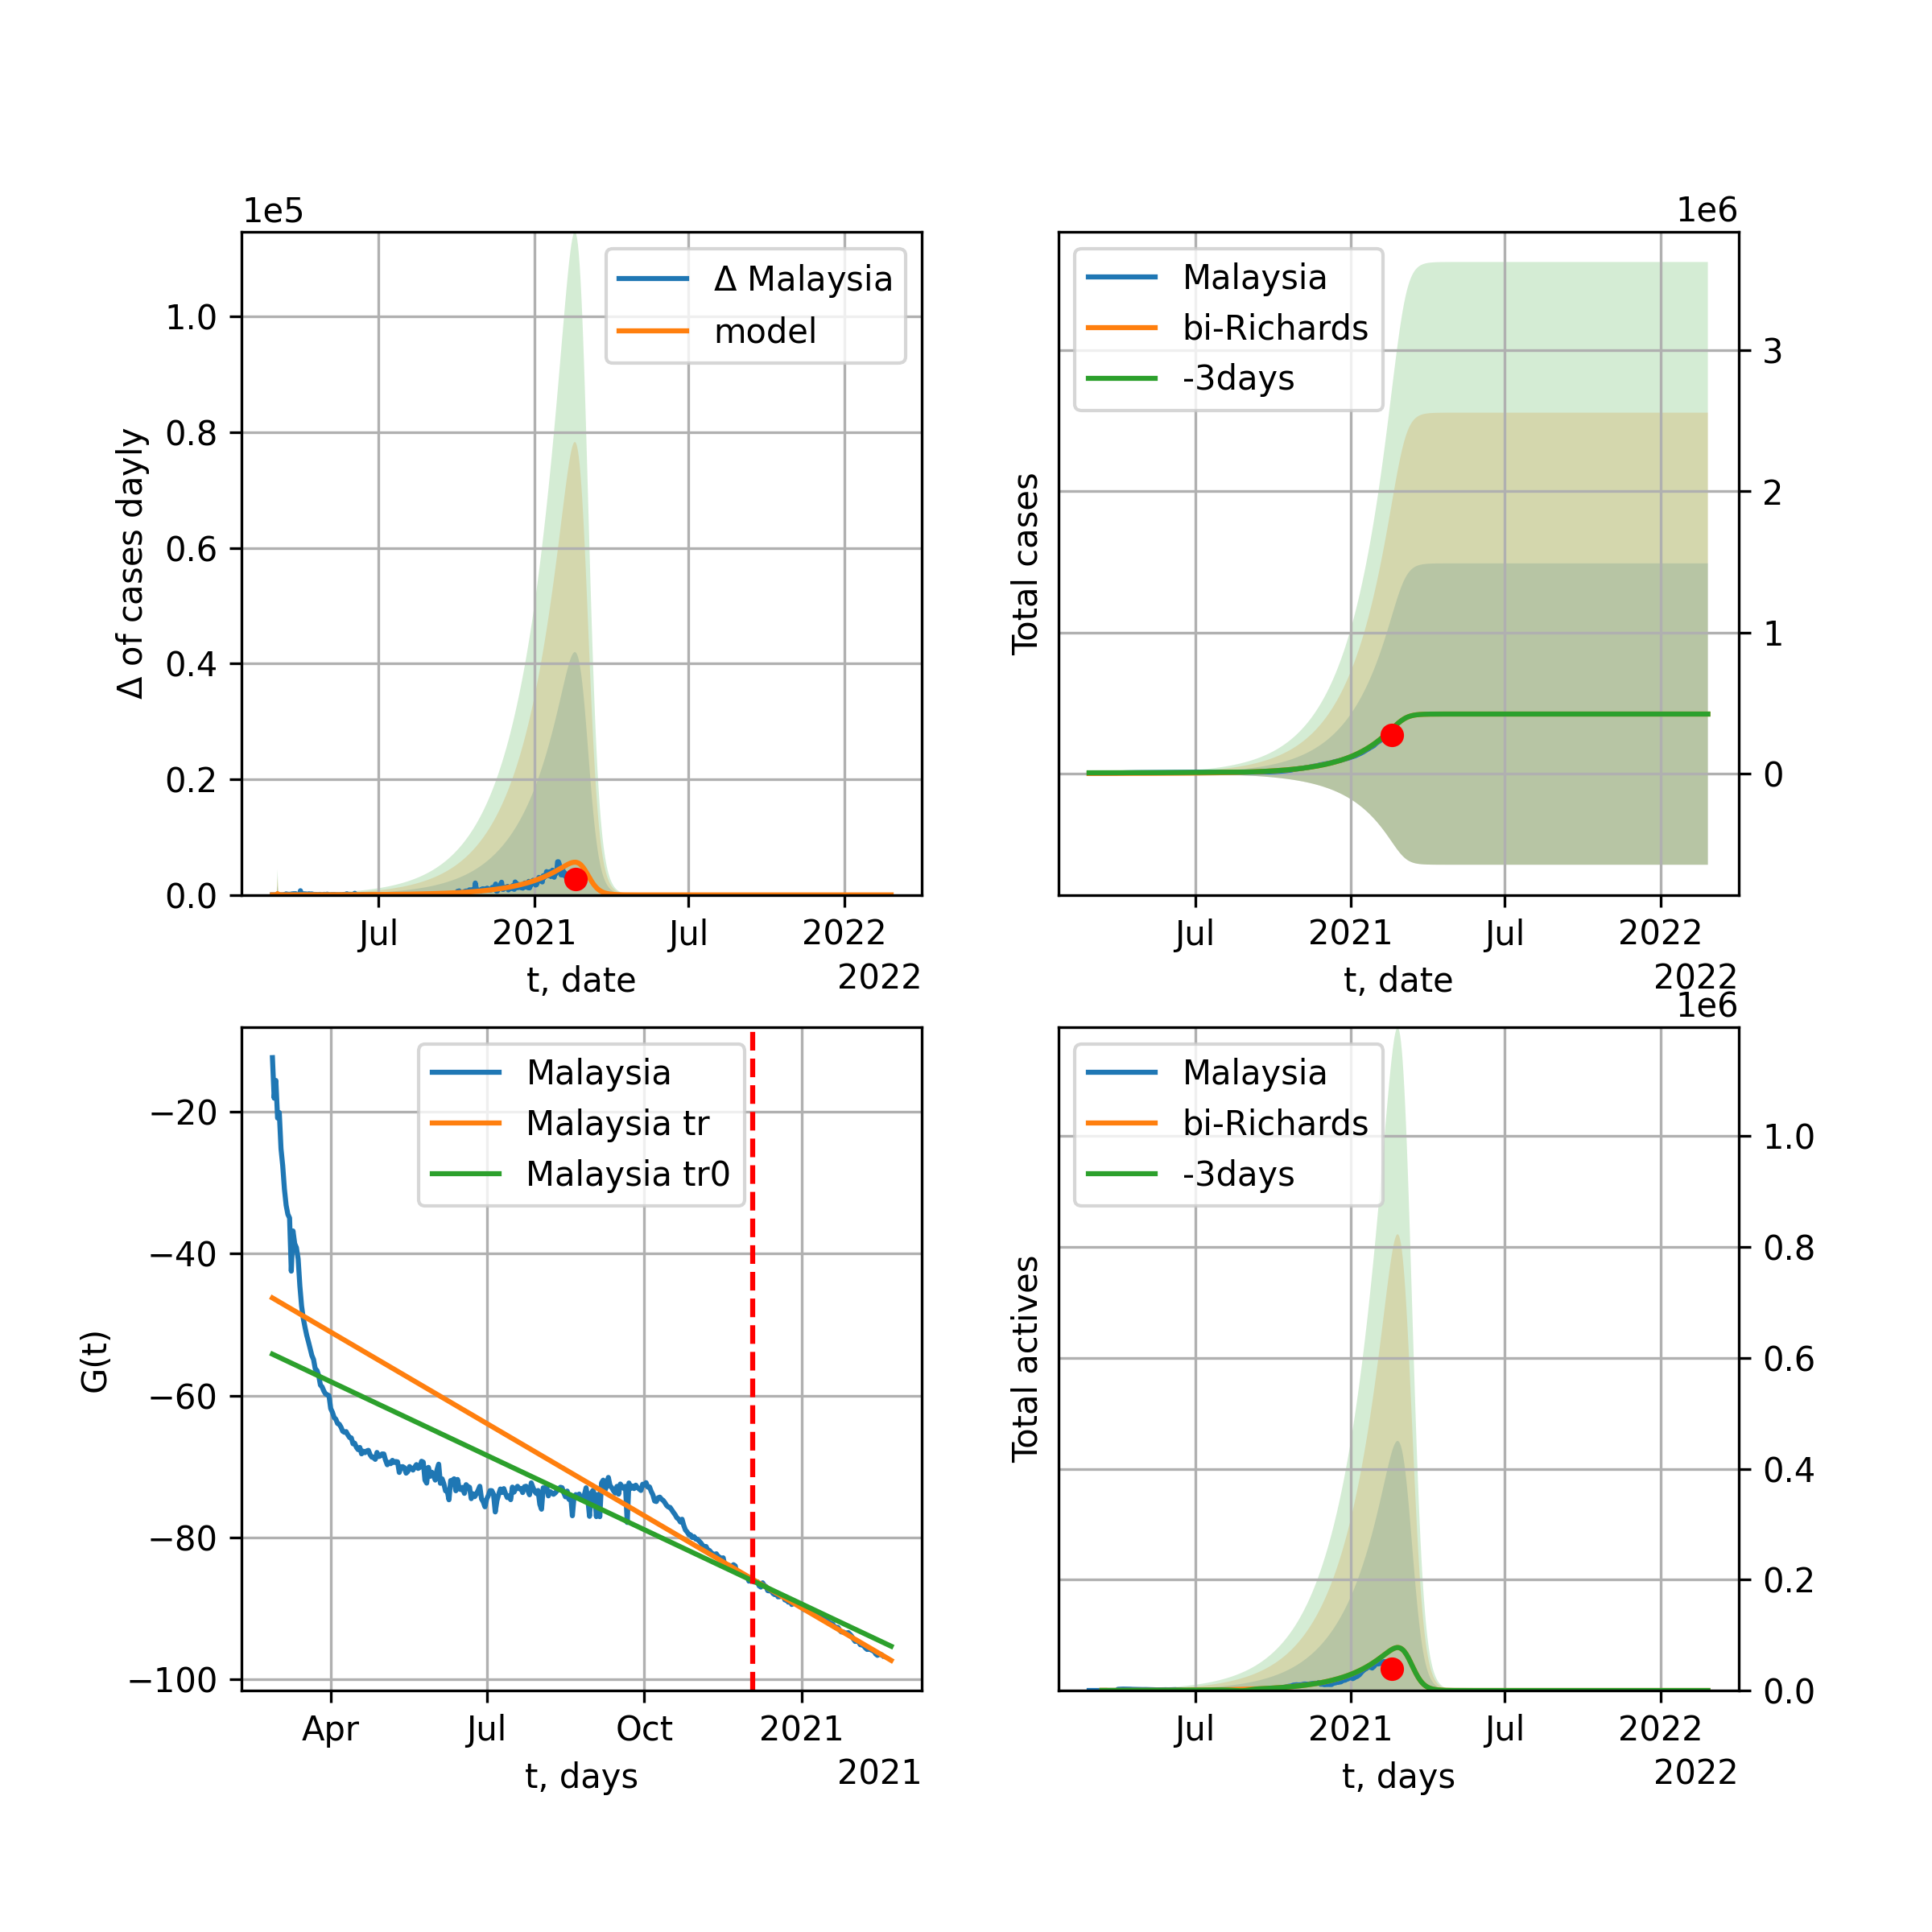 1e5
Δ of cases dayly
1.0
0.8
0.6
0.4
0.2
0.0
Δ Malaysia
model
Jul
2021
Jul
2022
t, date
2022
1e6
Total cases
Malaysia
bi-Richards
-3days
3
2
1
0
Jul
2021
Jul
2022
t, date
2022
G(t)
−20
−40
−60
−80
−100
Malaysia
Malaysia tr
Malaysia tr0
Apr
Jul
Oct
2021
t, days
2021
1e6
Total actives
Malaysia
bi-Richards
-3days
1.0
0.8
0.6
0.4
0.2
0.0
Jul
2021
Jul
2022
t, days
2022